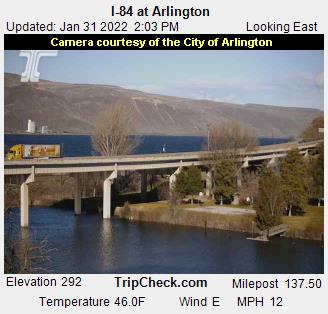 I-84 at Arlington
Updated: Jan 31 2022 2:03 PM Looking East
Camera courtesy of the City of Arlington
Elevation 292 TripCheck.com Milepost 137.50
Temperature 46.0F Wind E MPH 12